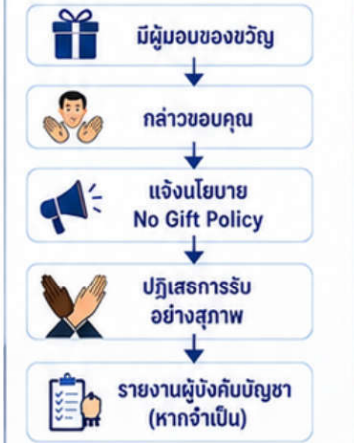 มีผู้มอบของขวัญ
กล่าวขอบคุณ
แจ้งนโยบาย
No Gift Policy
ปฏิเสธการรับ
อย่างสุภาพ
รายงานผู้บังคับบัญชา
(หากจำเป็น)